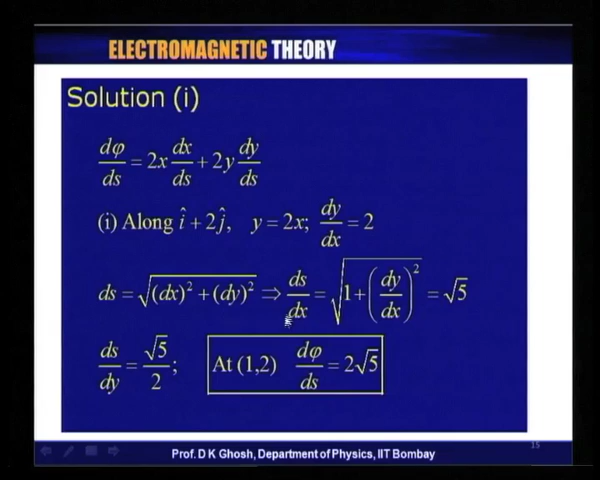 ELECTROMAGNETIC THEORY
Solution (i)
dφ/ds = 2x dx/ds + 2y dy/ds
(i) Along î + 2ĵ, y = 2x; dy/dx = 2
ds = √((dx)² + (dy)²) ⇒ ds/dx = √(1 + (dy/dx)²) = √5
ds/dy = √5/2; At (1,2) dφ/ds = 2√5
15
Prof. D K Ghosh, Department of Physics, IIT Bombay